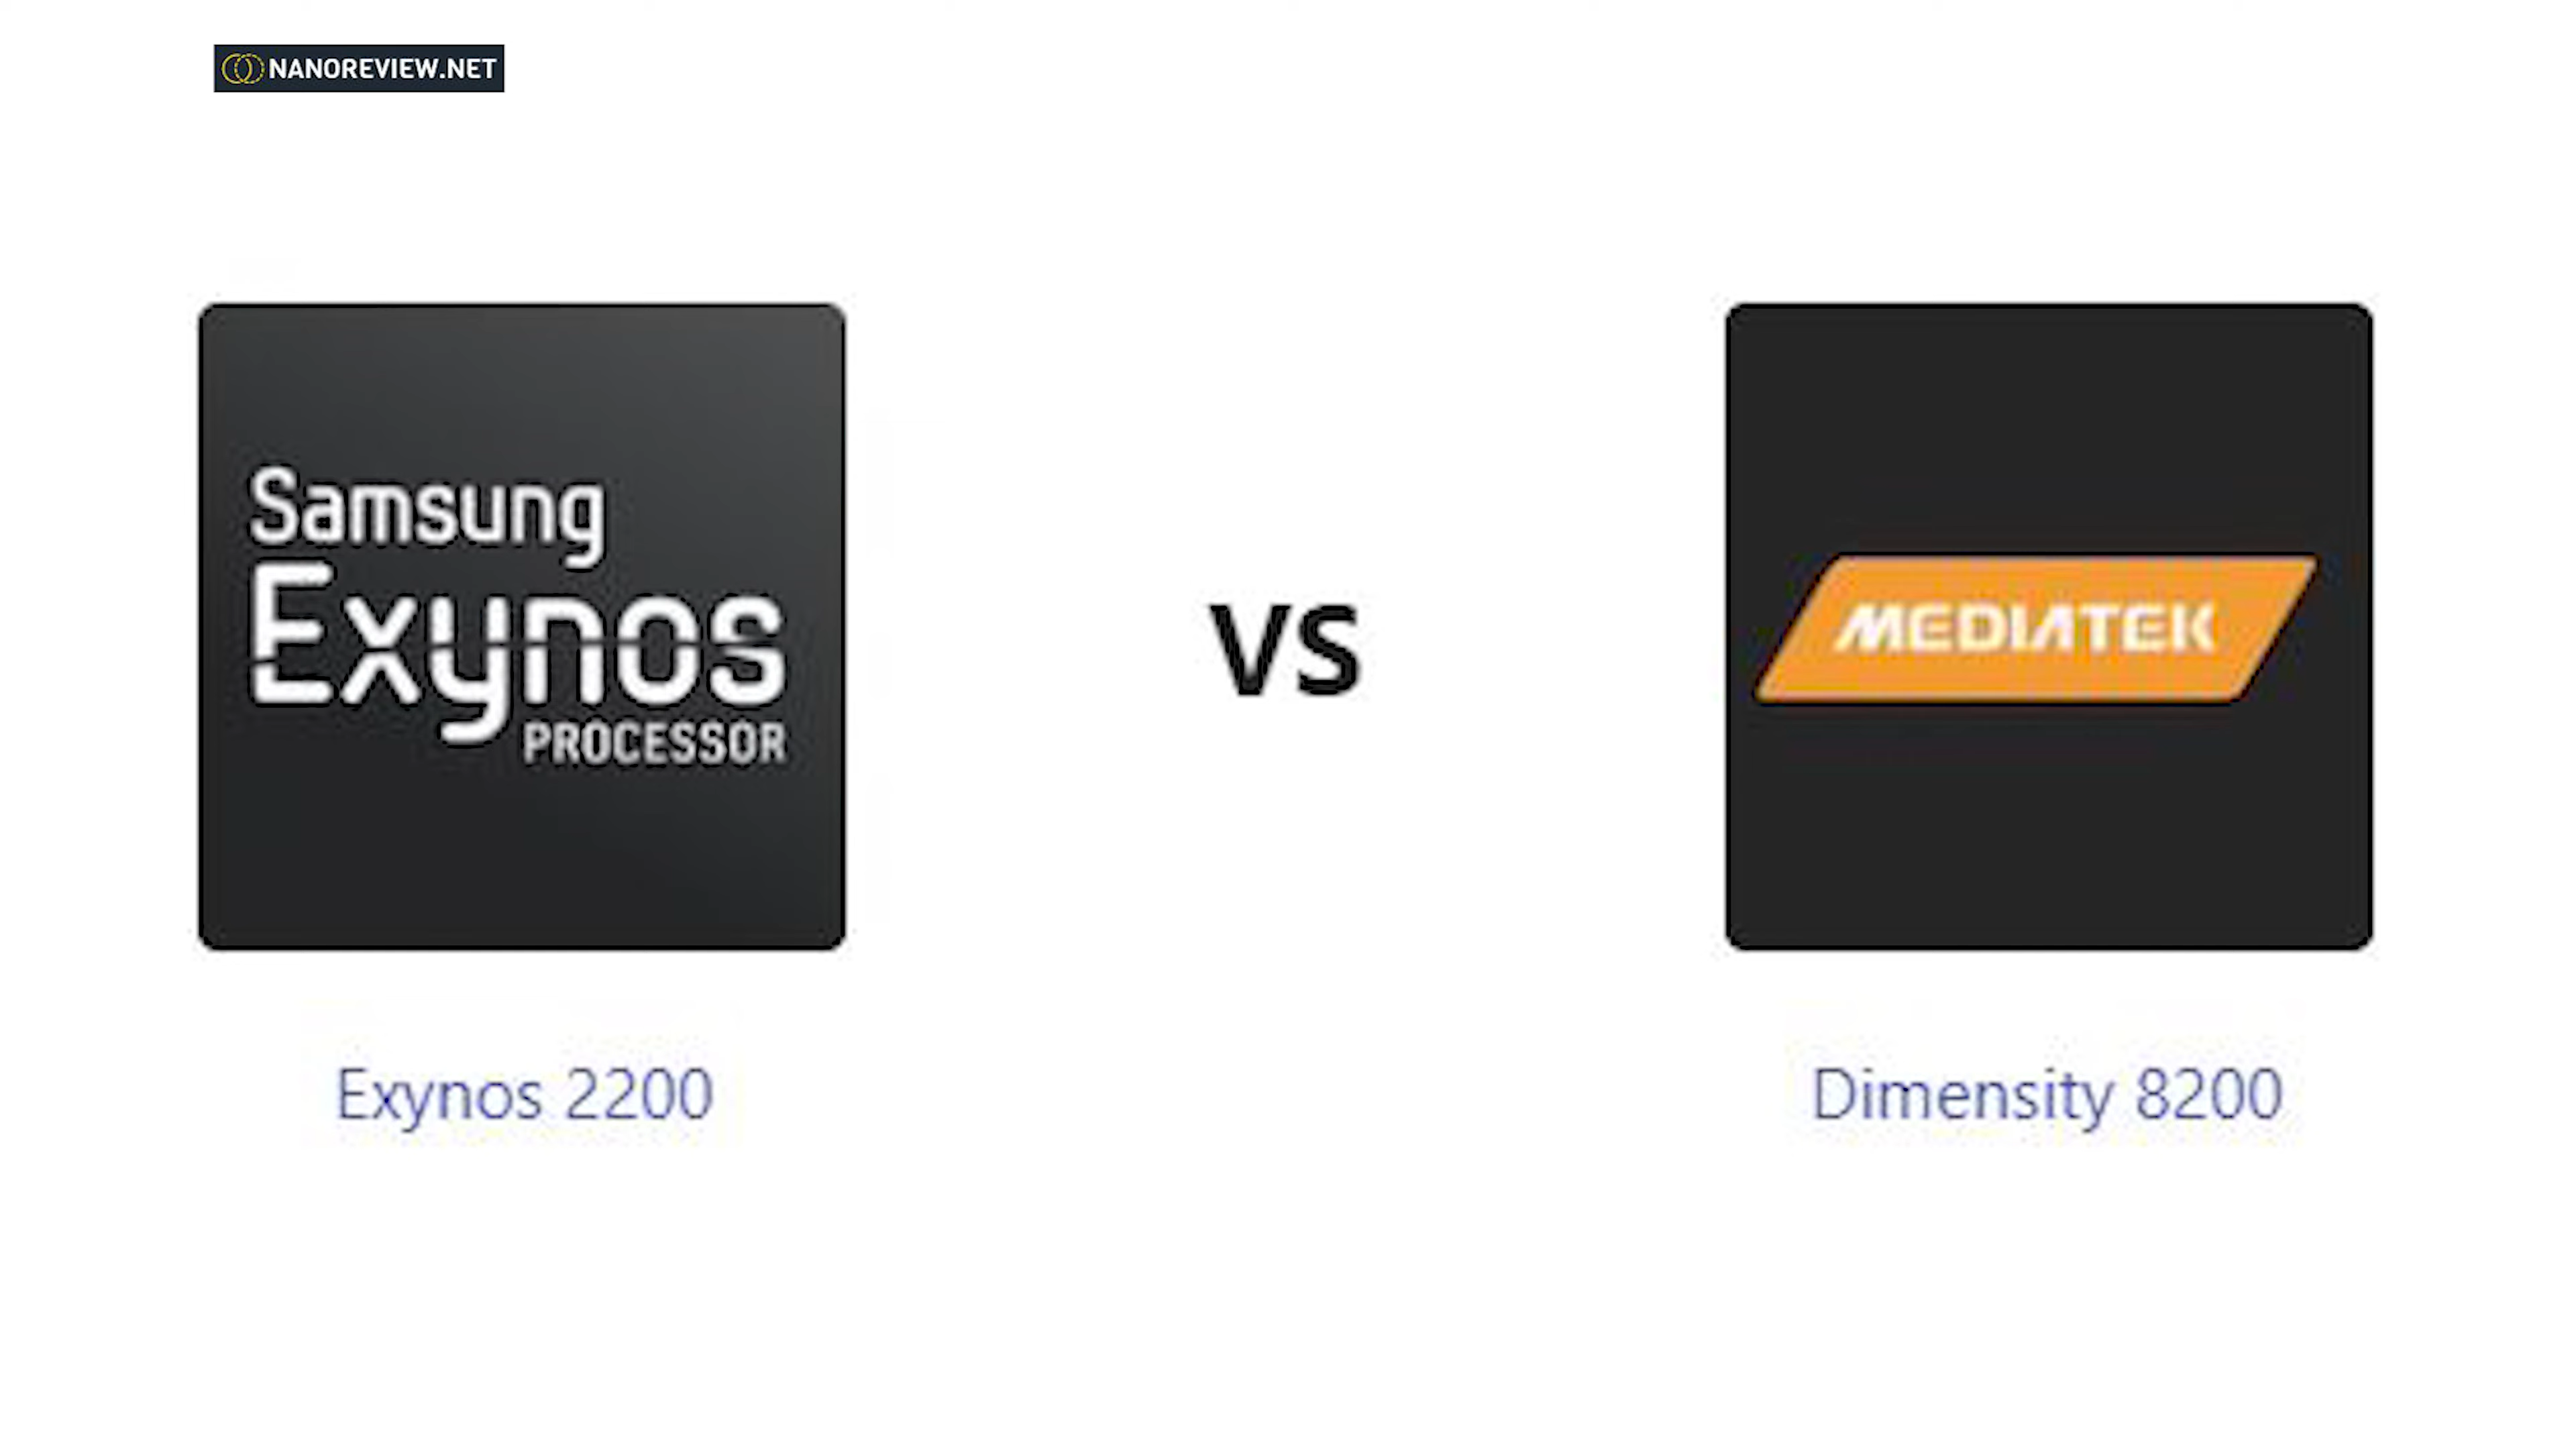 NANOREVIEW.NET
Samsung
Exynos
PROCESSOR
VS
MEDIATEK
Exynos 2200
Dimensity 8200